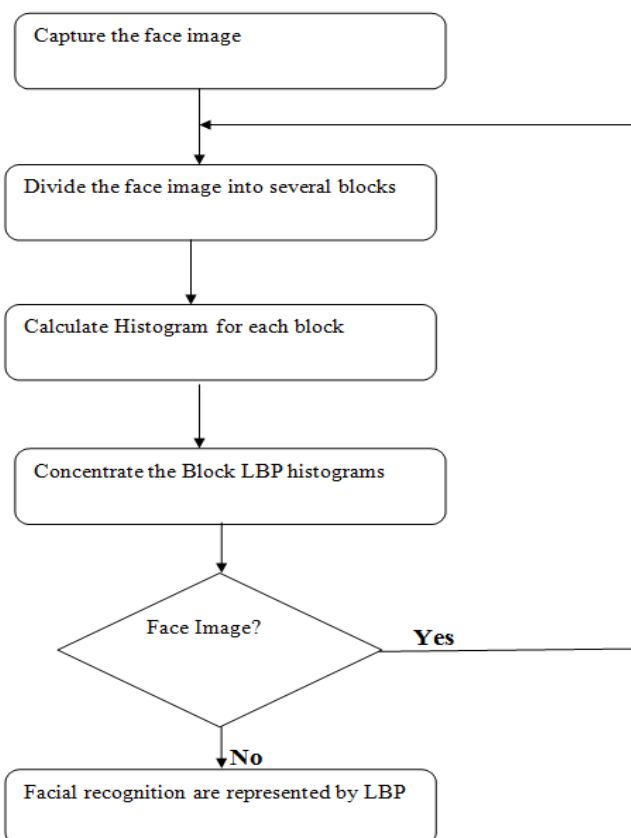 Capture the face image
Divide the face image into several blocks
Calculate Histogram for each block
Concentrate the Block LBP histograms
Face Image?
Yes
No
Facial recognition are represented by LBP